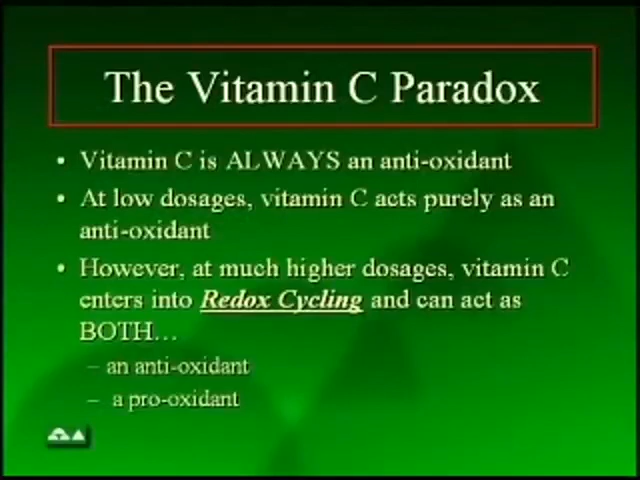 The Vitamin C Paradox
• Vitamin C is ALWAYS an anti-oxidant
• At low dosages, vitamin C acts purely as an
anti-oxidant
• However, at much higher dosages, vitamin C
enters into Redox Cycling and can act as
BOTH...
– an anti-oxidant
– a pro-oxidant